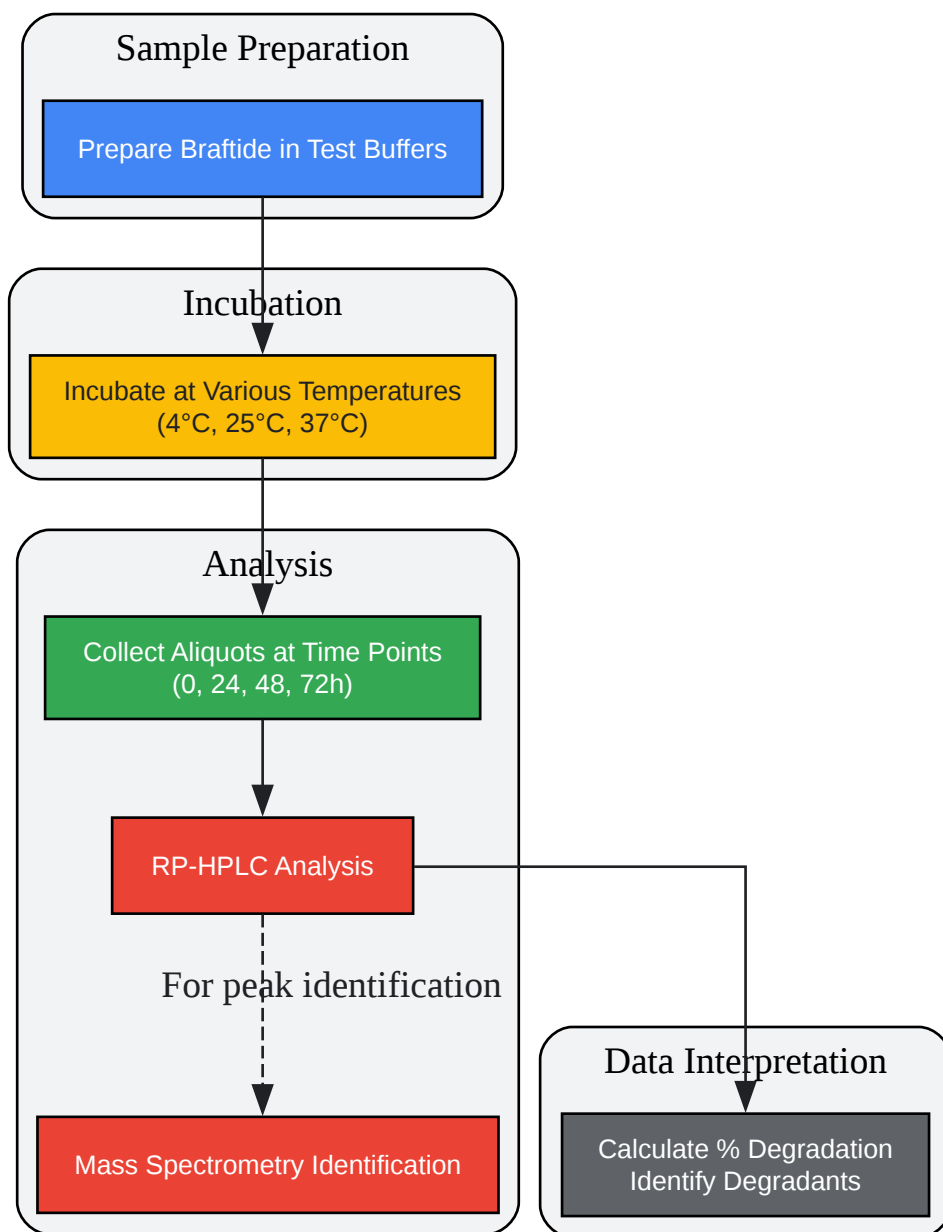 Sample Preparation
Prepare Braftide in Test Buffers
Incubation
Incubate at Various Temperatures
(4°C, 25°C, 37°C)
Analysis
Collect Aliquots at Time Points
(0, 24, 48, 72h)
RP-HPLC Analysis
For peak identification
Mass Spectrometry Identification
Data Interpretation
Calculate % Degradation
Identify Degradants